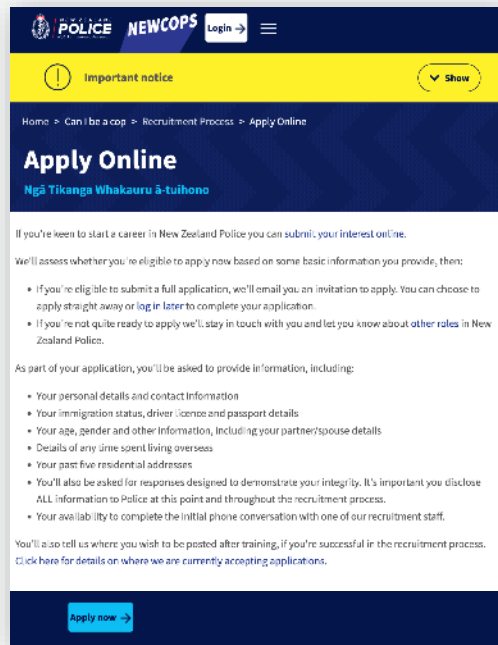 NEW ZEALAND
POLICE
NEWCOPS
Login →
Important notice
Show
Home > Can I be a cop > Recruitment Process > Apply Online
Apply Online
Ngā Tikanga Whakauru ā-tuihono
If you're keen to start a career in New Zealand Police you can submit your interest online.
We'll assess whether you're eligible to apply now based on some basic information you provide, then:
• If you're eligible to submit a full application, we'll email you an invitation to apply. You can choose to
apply straight away or log in later to complete your application.
• If you're not quite ready to apply we'll stay in touch with you and let you know about other roles in New
Zealand Police.
As part of your application, you'll be asked to provide information, including:
• Your personal details and contact information
• Your immigration status, driver licence and passport details
• Your age, gender and other information, including your partner/spouse details
• Details of any time spent living overseas
• Your past five residential addresses
• You'll also be asked for responses designed to demonstrate your integrity. It's important you disclose
ALL information to Police at this point and throughout the recruitment process.
• Your availability to complete the initial phone conversation with one of our recruitment staff.
You'll also tell us where you wish to be posted after training, if you're successful in the recruitment process.
Click here for details on where we are currently accepting applications.
Apply now →